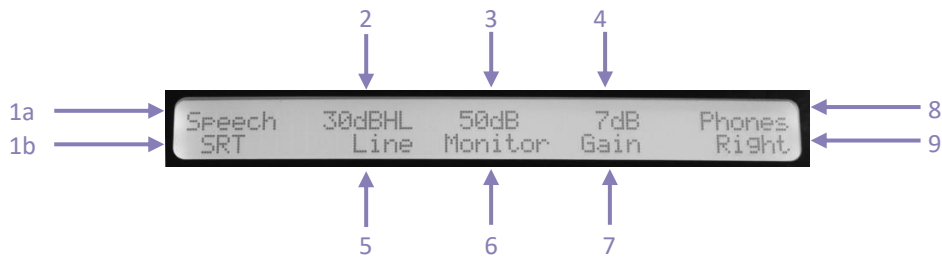 2 3 4
1a Speech 30dBHL 50dB 7dB Phones 8
1b SRT Line Monitor Gain Right 9
5 6 7